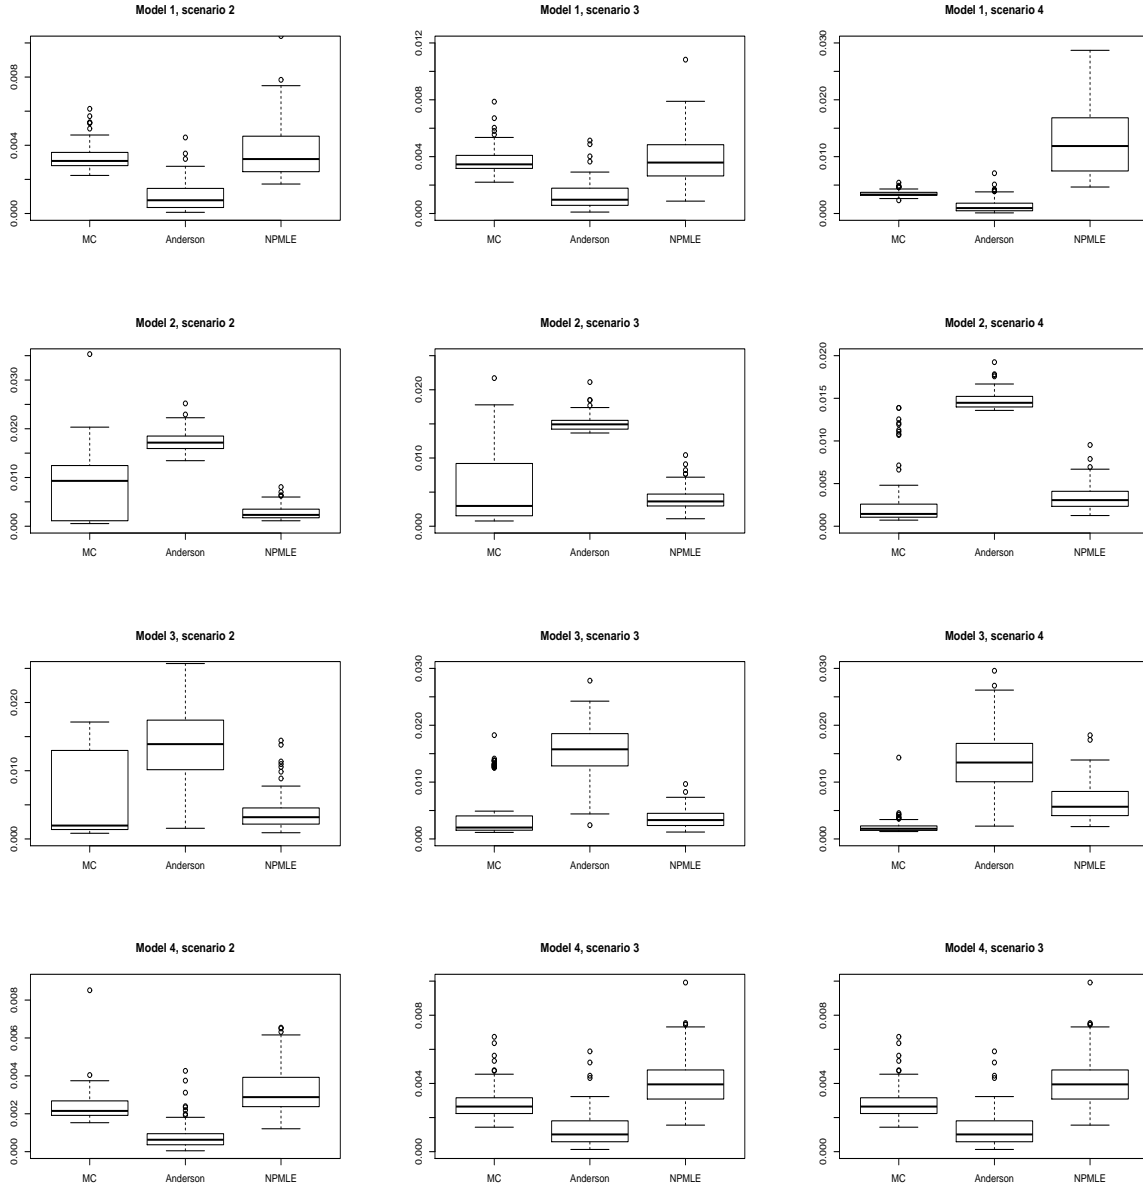 Model 1, scenario 2
Model 1, scenario 3
Model 1, scenario 4
0.000 0.004 0.008
0.000 0.004 0.008 0.012
0.000 0.010 0.020 0.030
MC Anderson NPMLE
MC Anderson NPMLE
MC Anderson NPMLE
Model 2, scenario 2
Model 2, scenario 3
Model 2, scenario 4
0.000 0.010 0.020 0.030
0.000 0.010 0.020
0.000 0.005 0.010 0.015 0.020
MC Anderson NPMLE
MC Anderson NPMLE
MC Anderson NPMLE
Model 3, scenario 2
Model 3, scenario 3
Model 3, scenario 4
0.000 0.010 0.020
0.000 0.010 0.020 0.030
0.000 0.010 0.020 0.030
MC Anderson NPMLE
MC Anderson NPMLE
MC Anderson NPMLE
Model 4, scenario 2
Model 4, scenario 3
Model 4, scenario 3
0.000 0.002 0.004 0.006 0.008
0.000 0.004 0.008
0.000 0.004 0.008
MC Anderson NPMLE
MC Anderson NPMLE
MC Anderson NPMLE